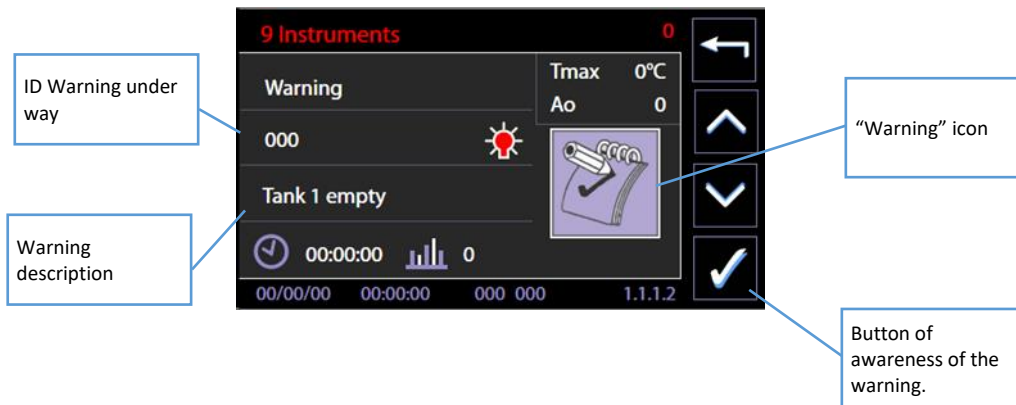 9 Instruments 0
ID Warning under
way
Warning
Tmax 0°C
Ao 0
000
“Warning” icon
Tank 1 empty
Warning
description
00:00:00 0
00/00/00 00:00:00 000 000 1.1.1.2
Button of
awareness of the
warning.